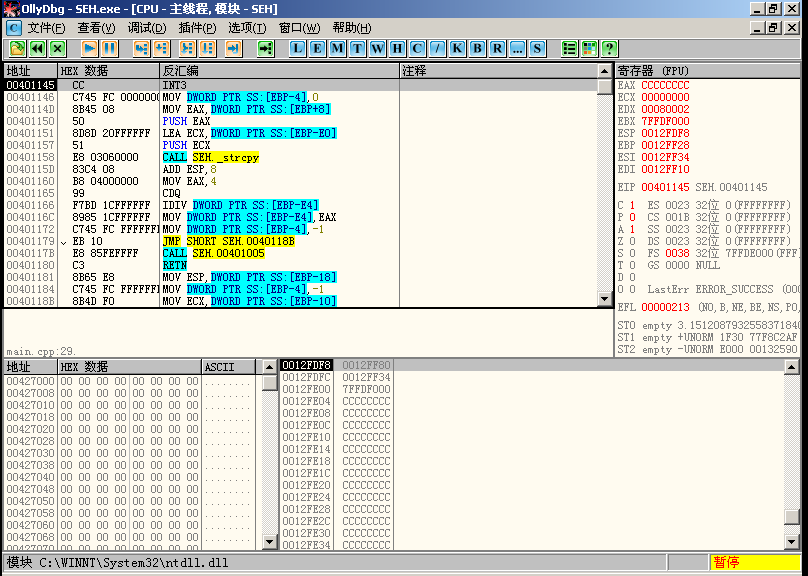 OllyDbg - SEH.exe - [CPU - 主线程, 模块 - SEH]
文件(F) 查看(V) 调试(D) 插件(P) 选项(T) 窗口(W) 帮助(H)
L E M T W H C / K B R ... S ?
地址 HEX 数据 反汇编 注释
00401145 CC INT3
00401146 C745 FC 0000000 MOV DWORD PTR SS:[EBP-4],0
0040114D 8B45 08 MOV EAX,DWORD PTR SS:[EBP+8]
00401150 50 PUSH EAX
00401151 8D8D 20FFFFFF LEA ECX,DWORD PTR SS:[EBP-E0]
00401157 51 PUSH ECX
00401158 E8 03060000 CALL SEH._strcpy
0040115D 83C4 08 ADD ESP,8
00401160 B8 04000000 MOV EAX,4
00401165 99 CDQ
00401166 F7BD 1CFFFFFF IDIV DWORD PTR SS:[EBP-E4]
0040116C 8985 1CFFFFFF MOV DWORD PTR SS:[EBP-E4],EAX
00401172 C745 FC FFFFFFF MOV DWORD PTR SS:[EBP-4],-1
00401179 EB 10 JMP SHORT SEH.0040118B
0040117B E8 85FEFFFF CALL SEH.00401005
00401180 C3 RETN
00401181 8B65 E8 MOV ESP,DWORD PTR SS:[EBP-18]
00401184 C745 FC FFFFFFF MOV DWORD PTR SS:[EBP-4],-1
0040118B 8B4D F0 MOV ECX,DWORD PTR SS:[EBP-10]
main.cpp:29.
寄存器 (FPU)
EAX CCCCCCCC
ECX 00000000
EDX 00080002
EBX 7FFDF000
ESP 0012FDF8
EBP 0012FF28
ESI 0012FF34
EDI 0012FF10
EIP 00401145 SEH.00401145
C 1 ES 0023 32位 0(FFFFFFFF)
P 0 CS 001B 32位 0(FFFFFFFF)
A 1 SS 0023 32位 0(FFFFFFFF)
Z 0 DS 0023 32位 0(FFFFFFFF)
S 0 FS 0038 32位 7FFDE000(FFF
T 0 GS 0000 NULL
D 0
O 0 LastErr ERROR_SUCCESS (000
EFL 00000213 (NO,B,NE,BE,NS,PO,
ST0 empty 3.1512087932558371840
ST1 empty +UNORM 1F30 77F8C2AF
ST2 empty -UNORM E000 00132590
地址 HEX 数据 ASCII
00427000 00 00 00 00 00 00 00 00 ........
00427008 00 00 00 00 00 00 00 00 ........
00427010 00 00 00 00 00 00 00 00 ........
00427018 00 00 00 00 00 00 00 00 ........
00427020 00 00 00 00 00 00 00 00 ........
00427028 00 00 00 00 00 00 00 00 ........
00427030 00 00 00 00 00 00 00 00 ........
00427038 00 00 00 00 00 00 00 00 ........
00427040 00 00 00 00 00 00 00 00 ........
00427048 00 00 00 00 00 00 00 00 ........
00427050 00 00 00 00 00 00 00 00 ........
00427058 00 00 00 00 00 00 00 00 ........
00427060 00 00 00 00 00 00 00 00 ........
00427068 00 00 00 00 00 00 00 00 ........
00427070 00 00 00 00 00 00 00 00 ........
0012FDF8 0012FF80
0012FDFC 0012FF34
0012FE00 7FFDF000
0012FE04 CCCCCCCC
0012FE08 CCCCCCCC
0012FE0C CCCCCCCC
0012FE10 CCCCCCCC
0012FE14 CCCCCCCC
0012FE18 CCCCCCCC
0012FE1C CCCCCCCC
0012FE20 CCCCCCCC
0012FE24 CCCCCCCC
0012FE28 CCCCCCCC
0012FE2C CCCCCCCC
0012FE30 CCCCCCCC
0012FE34 CCCCCCCC
模块 C:\WINNT\System32\ntdll.dll 暂停